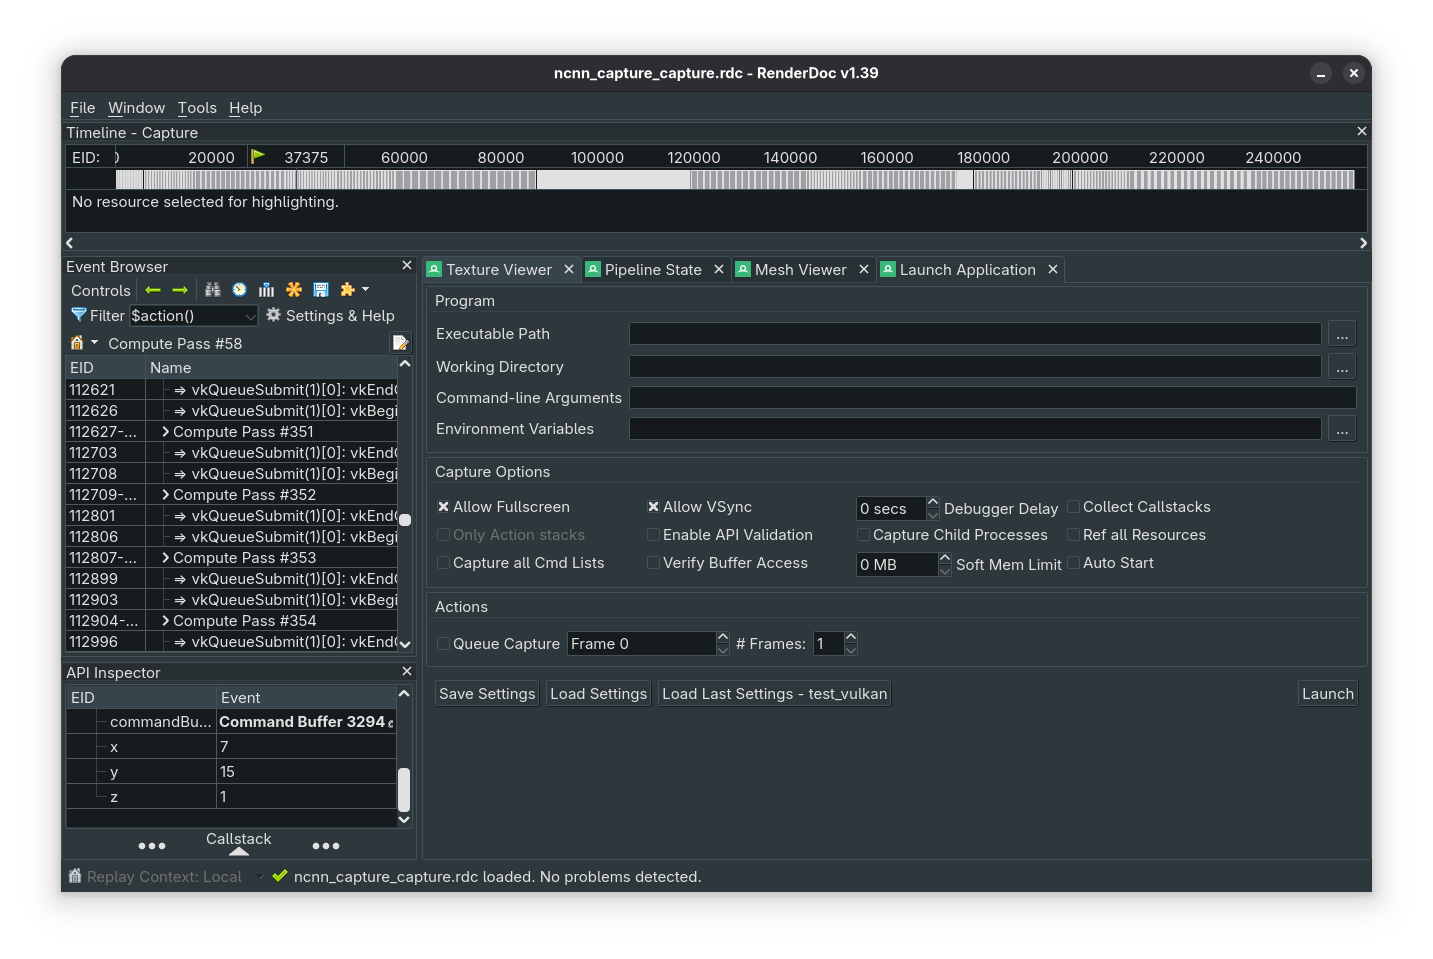 ncnn_capture_capture.rdc - RenderDoc v1.39
File Window Tools Help
Timeline - Capture
EID: 20000 37375 60000 80000 100000 120000 140000 160000 180000 200000 220000 240000
No resource selected for highlighting.
Event Browser
Controls
Filter $action() Settings & Help
Compute Pass #58
EID Name
112621 => vkQueueSubmit(1)[0]: vkEnd
112626 => vkQueueSubmit(1)[0]: vkBegi
112627-... Compute Pass #351
112703 => vkQueueSubmit(1)[0]: vkEnd
112708 => vkQueueSubmit(1)[0]: vkBegi
112709-... Compute Pass #352
112801 => vkQueueSubmit(1)[0]: vkEnd
112806 => vkQueueSubmit(1)[0]: vkBegi
112807-... Compute Pass #353
112899 => vkQueueSubmit(1)[0]: vkEnd
112903 => vkQueueSubmit(1)[0]: vkBegi
112904-... Compute Pass #354
112996 => vkQueueSubmit(1)[0]: vkEnd
API Inspector
EID Event
commandBu... Command Buffer 3294
x 7
y 15
z 1
Callstack
Texture Viewer Pipeline State Mesh Viewer Launch Application
Program
Executable Path ...
Working Directory ...
Command-line Arguments
Environment Variables ...
Capture Options
Allow Fullscreen Allow VSync 0 secs Debugger Delay Collect Callstacks
Only Action stacks Enable API Validation Capture Child Processes Ref all Resources
Capture all Cmd Lists Verify Buffer Access 0 MB Soft Mem Limit Auto Start
Actions
Queue Capture Frame 0 # Frames: 1
Save Settings Load Settings Load Last Settings - test_vulkan Launch
Replay Context: Local ncnn_capture_capture.rdc loaded. No problems detected.